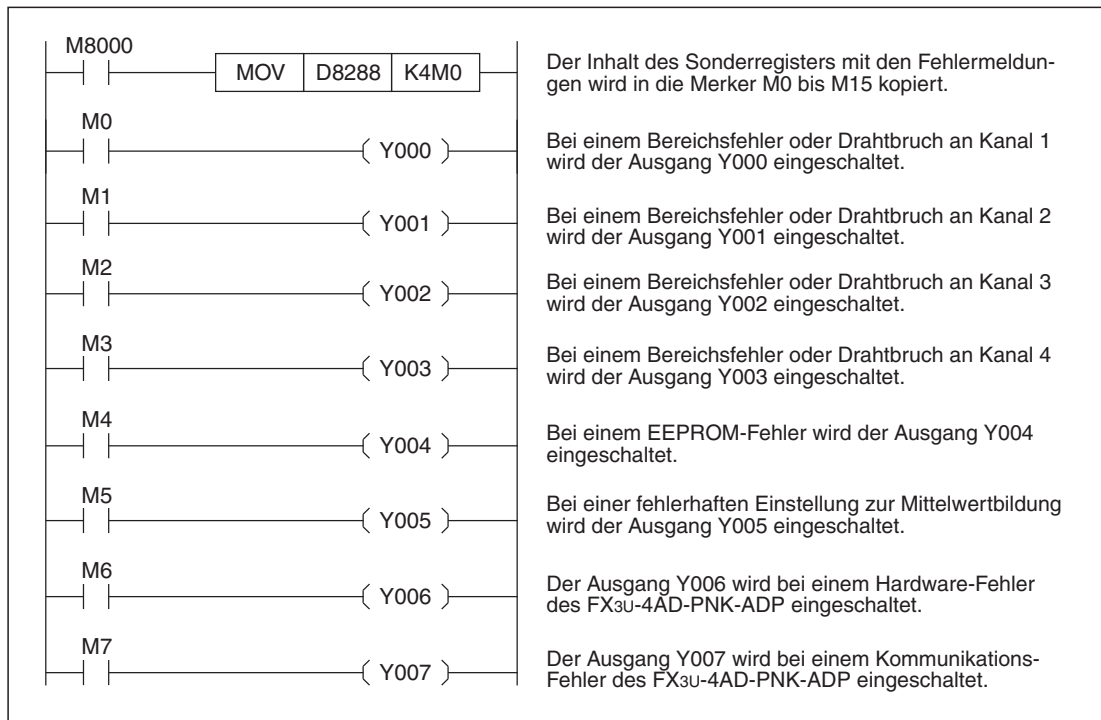 M8000
MOV D8288 K4M0
Der Inhalt des Sonderregisters mit den Fehlermeldun-
gen wird in die Merker M0 bis M15 kopiert.
M0
Y000
Bei einem Bereichsfehler oder Drahtbruch an Kanal 1
wird der Ausgang Y000 eingeschaltet.
M1
Y001
Bei einem Bereichsfehler oder Drahtbruch an Kanal 2
wird der Ausgang Y001 eingeschaltet.
M2
Y002
Bei einem Bereichsfehler oder Drahtbruch an Kanal 3
wird der Ausgang Y002 eingeschaltet.
M3
Y003
Bei einem Bereichsfehler oder Drahtbruch an Kanal 4
wird der Ausgang Y003 eingeschaltet.
M4
Y004
Bei einem EEPROM-Fehler wird der Ausgang Y004
eingeschaltet.
M5
Y005
Bei einer fehlerhaften Einstellung zur Mittelwertbildung
wird der Ausgang Y005 eingeschaltet.
M6
Y006
Der Ausgang Y006 wird bei einem Hardware-Fehler
des FX3U-4AD-PNK-ADP eingeschaltet.
M7
Y007
Der Ausgang Y007 wird bei einem Kommunikations-
Fehler des FX3U-4AD-PNK-ADP eingeschaltet.